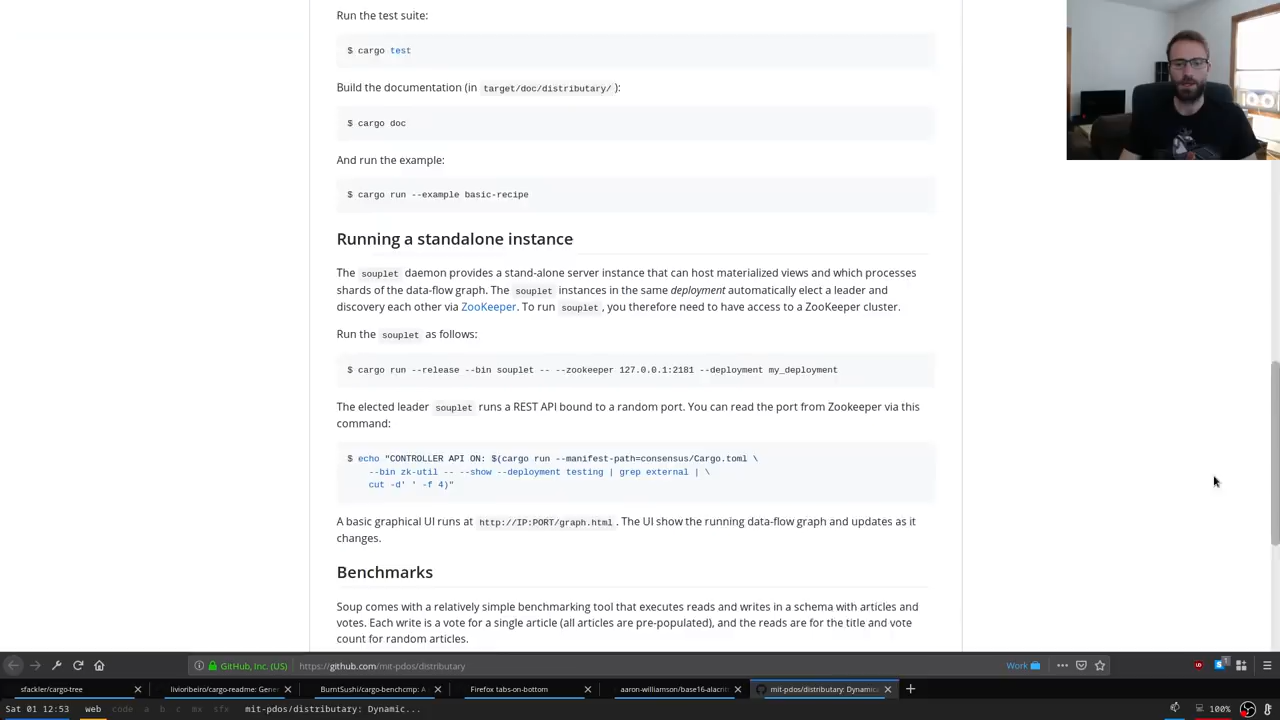 Run the test suite:
$ cargo test
Build the documentation (in target/doc/distributary/ ):
$ cargo doc
And run the example:
$ cargo run --example basic-recipe
Running a standalone instance
The souplet daemon provides a stand-alone server instance that can host materialized views and which processes
shards of the data-flow graph. The souplet instances in the same deployment automatically elect a leader and
discovery each other via ZooKeeper. To run souplet , you therefore need to have access to a ZooKeeper cluster.
Run the souplet as follows:
$ cargo run --release --bin souplet -- --zookeeper 127.0.0.1:2181 --deployment my_deployment
The elected leader souplet runs a REST API bound to a random port. You can read the port from Zookeeper via this
command:
$ echo "CONTROLLER API ON: $(cargo run --manifest-path=consensus/Cargo.toml \
--bin zk-util -- --show --deployment testing | grep external | \
cut -d' ' -f 4)"
A basic graphical UI runs at http://IP:PORT/graph.html . The UI show the running data-flow graph and updates as it
changes.
Benchmarks
Soup comes with a relatively simple benchmarking tool that executes reads and writes in a schema with articles and
votes. Each write is a vote for a single article (all articles are pre-populated), and the reads are for the title and vote
count for random articles.
GitHub, Inc. (US) https://github.com/mit-pdos/distributary Work
sfackler/cargo-tree livioribeiro/cargo-readme: Gene BurntSushi/cargo-benchcmp: A Firefox tabs-on-bottom aaron-williamson/base16-alacrit mit-pdos/distributary: Dynamic
Sat 01 12:53 web code a b c mx sfx mit-pdos/distributary: Dynamic... 100%